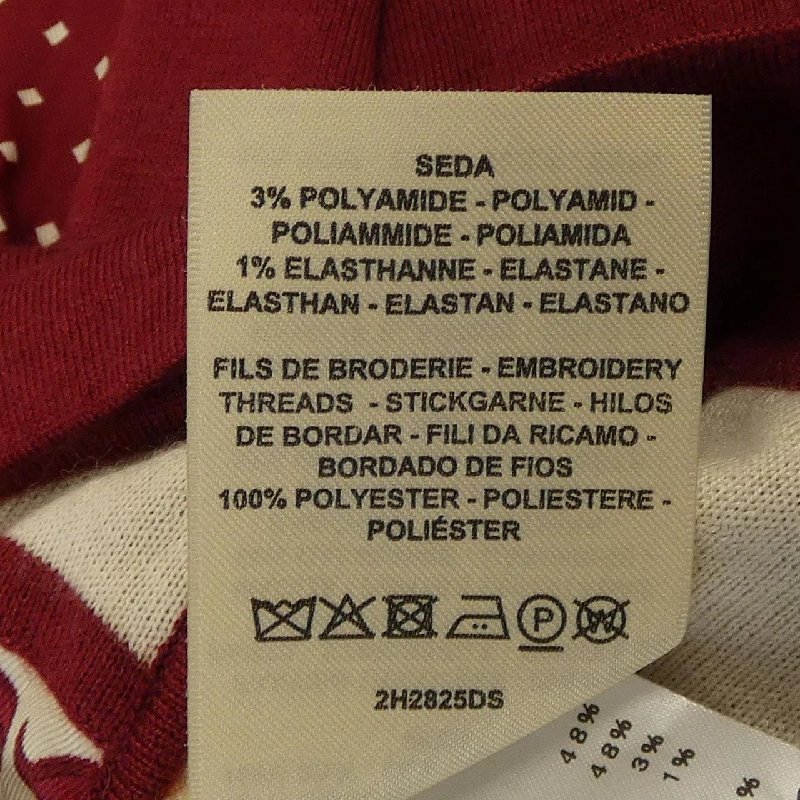 SEDA
3% POLYAMIDE - POLYAMID -
POLIAMMIDE - POLIAMIDA
1% ELASTHANNE - ELASTANE -
ELASTHAN - ELASTAN - ELASTANO
FILS DE BRODERIE - EMBROIDERY
THREADS - STICKGARNE - HILOS
DE BORDAR - FILI DA RICAMO -
BORDADO DE FIOS
100% POLYESTER - POLIESTERE -
POLIÉSTER
P W
2H2825DS
48%
48%
3%
1%
%